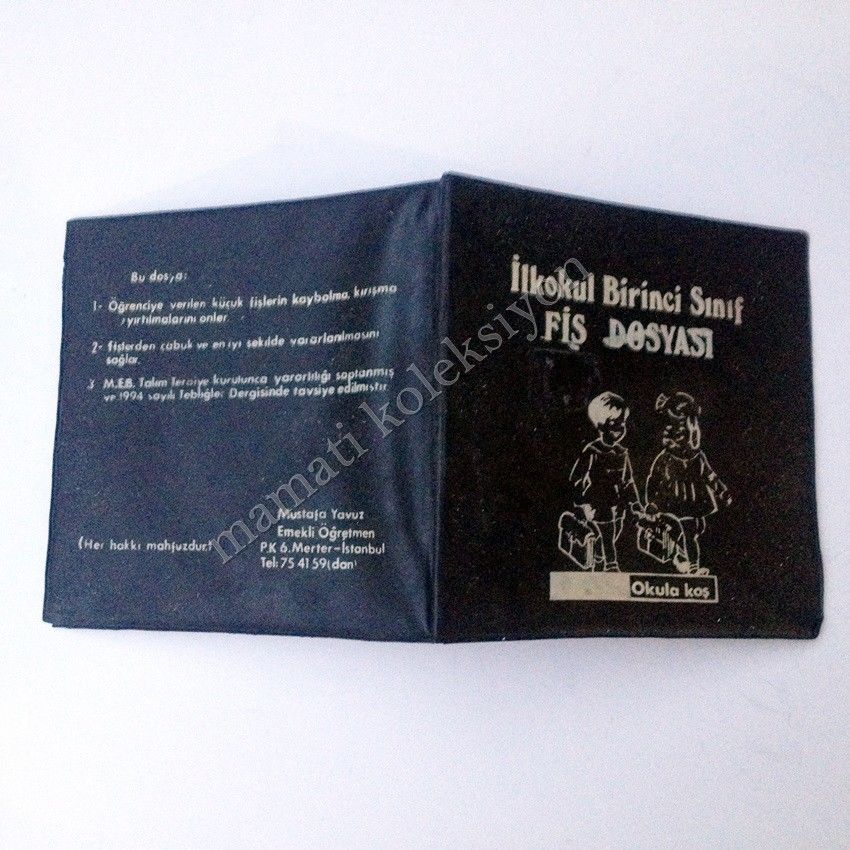 Bu dosya:
1- Öğrenciye verilen küçük fişlerin kaybolma, kırışma
yırtılmalarını önler.
2- fişlerden çabuk ve en iyi şekilde yararlanılmasını
sağlar.
3 M.E.B. Talim Terbiye kurulunca yararlılığı saptanmış
ve 1994 sayılı Tebliğler Dergisinde tavsiye edilmiştir
Mustafa Yavuz
Emekli Öğretmen
(Her hakkı mahfuzdur.)
P.K 6. Merter-İstanbul
Tel: 75 41 59 (dan)
İlkokul Birinci Sınıf
FİŞ DOSYASI
Okula koş
mamati koleksiyon